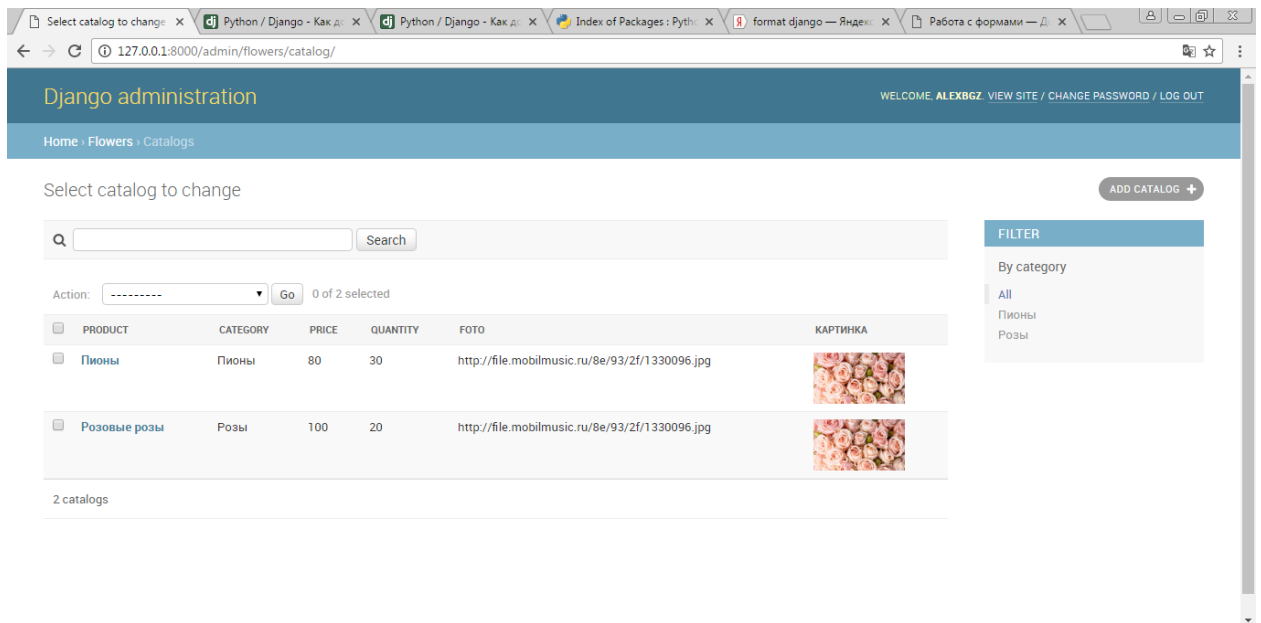 Select catalog to change
Python / Django - Как до
Python / Django - Как до
Index of Packages : Pyth
format django — Яндекс
Работа с формами — Д
127.0.0.1:8000/admin/flowers/catalog/
Django administration
WELCOME, ALEXBGZ. VIEW SITE / CHANGE PASSWORD / LOG OUT
Home › Flowers › Catalogs
Select catalog to change
ADD CATALOG +
Search
FILTER
By category
All
Пионы
Розы
Action: --------- Go 0 of 2 selected
PRODUCT CATEGORY PRICE QUANTITY FOTO КАРТИНКА
Пионы Пионы 80 30 http://file.mobilmusic.ru/8e/93/2f/1330096.jpg
Розовые розы Розы 100 20 http://file.mobilmusic.ru/8e/93/2f/1330096.jpg
2 catalogs